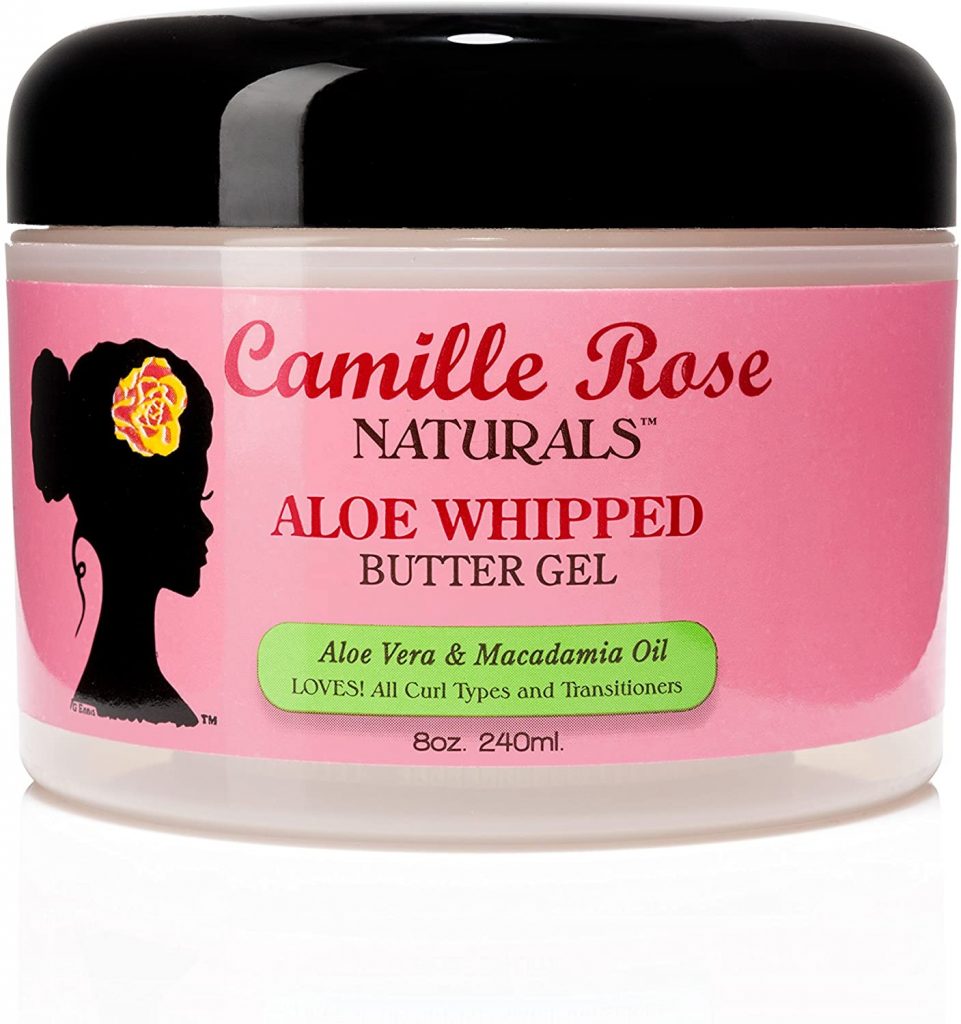 Camille Rose
NATURALS™
ALOE WHIPPED
BUTTER GEL
Aloe Vera & Macadamia Oil
LOVES! All Curl Types and Transitioners
8oz. 240ml.
G Ennis
™